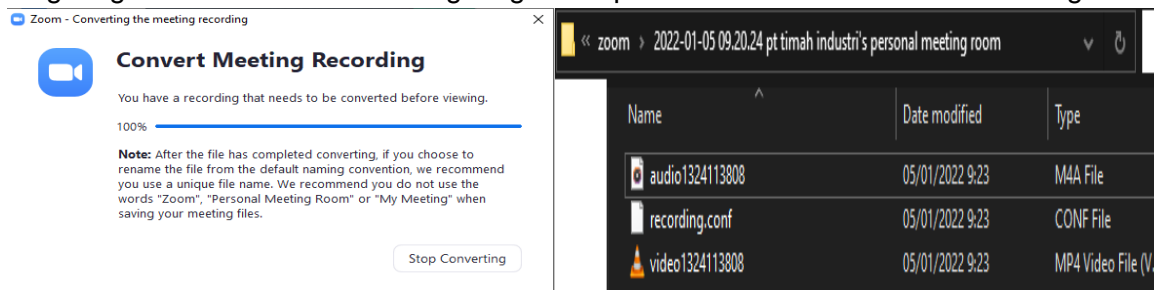 Zoom - Converting the meeting recording
Convert Meeting Recording
You have a recording that needs to be converted before viewing.
100%
Note: After the file has completed converting, if you choose to
rename the file from the default naming convention, we recommend
you use a unique file name. We recommend you do not use the
words "Zoom", "Personal Meeting Room" or "My Meeting" when
saving your meeting files.
Stop Converting
« zoom › 2022-01-05 09.20.24 pt timah industri's personal meeting room
Name Date modified Type
audio1324113808 05/01/2022 9:23 M4A File
recording.conf 05/01/2022 9:23 CONF File
video1324113808 05/01/2022 9:23 MP4 Video File (V